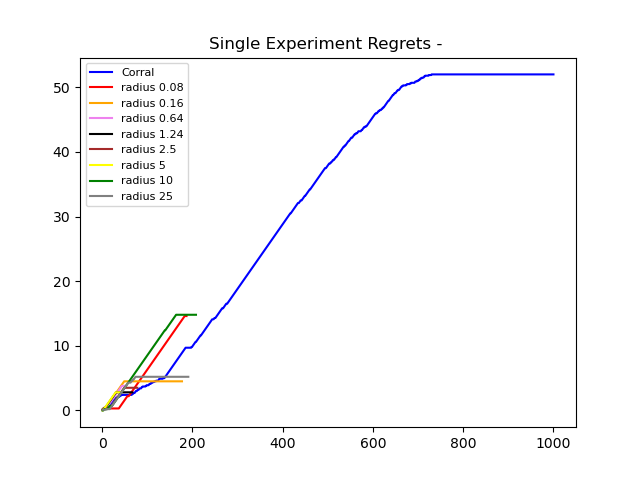 Single Experiment Regrets -
Corral
radius 0.08
radius 0.16
radius 0.64
radius 1.24
radius 2.5
radius 5
radius 10
radius 25
50
40
30
20
10
0
0 200 400 600 800 1000